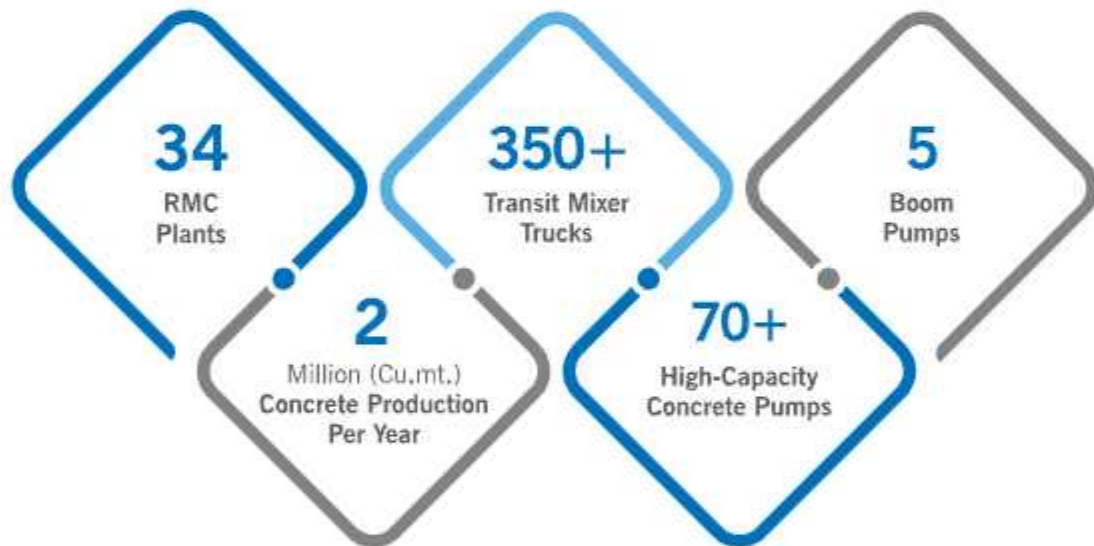 34
RMC
Plants
350+
Transit Mixer
Trucks
5
Boom
Pumps
2
Million (Cu.mt.)
Concrete Production
Per Year
70+
High-Capacity
Concrete Pumps